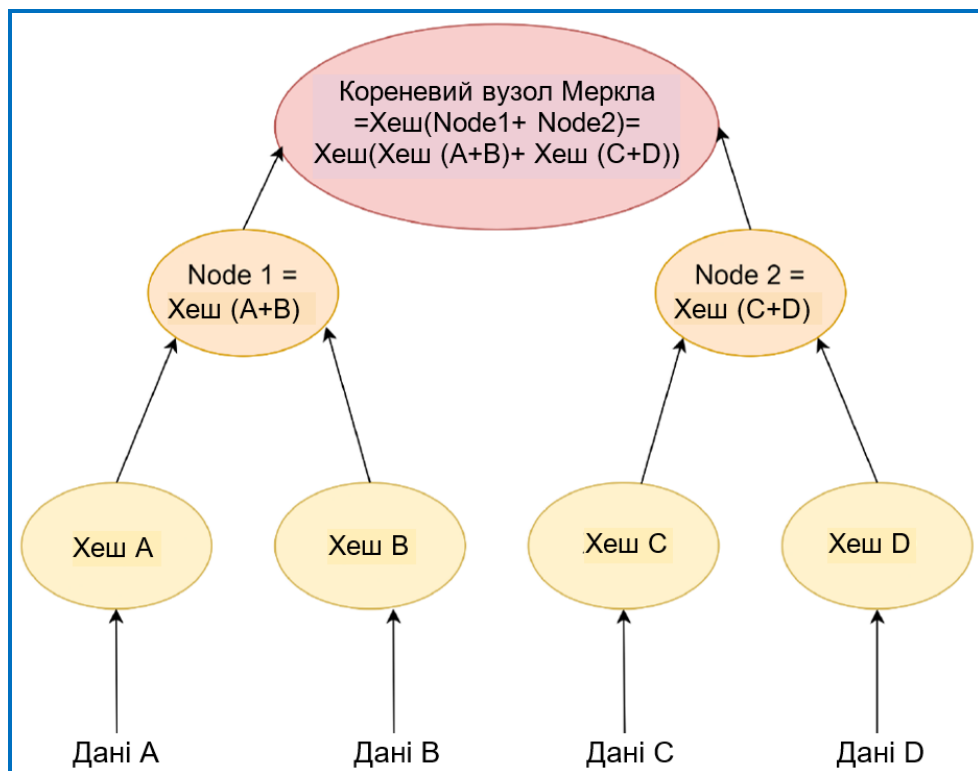 Кореневий вузол Меркла
=Хеш(Node1+ Node2)=
Хеш(Хеш (A+B)+ Хеш (C+D))
Node 1 =
Хеш (A+B)
Node 2 =
Хеш (C+D)
Хеш A
Хеш B
Хеш C
Хеш D
Дані A
Дані B
Дані C
Дані D